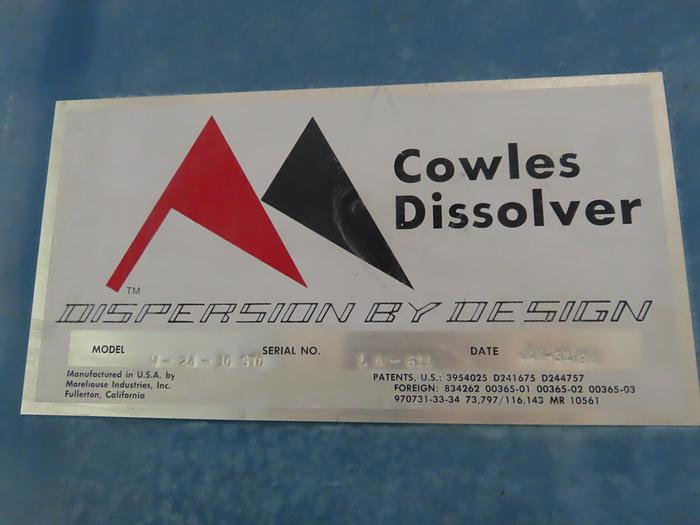 Cowles
Dissolver
TM
DISPERSION BY DESIGN
MODEL SERIAL NO. DATE
Manufactured in U.S.A. by
Morehouse Industries, Inc.
Fullerton, California
PATENTS, U.S.: 3954025 D241675 D244757
FOREIGN: 834262 00365-01 00365-02 00365-03
970731-33-34 73,797/116,143 MR 10561